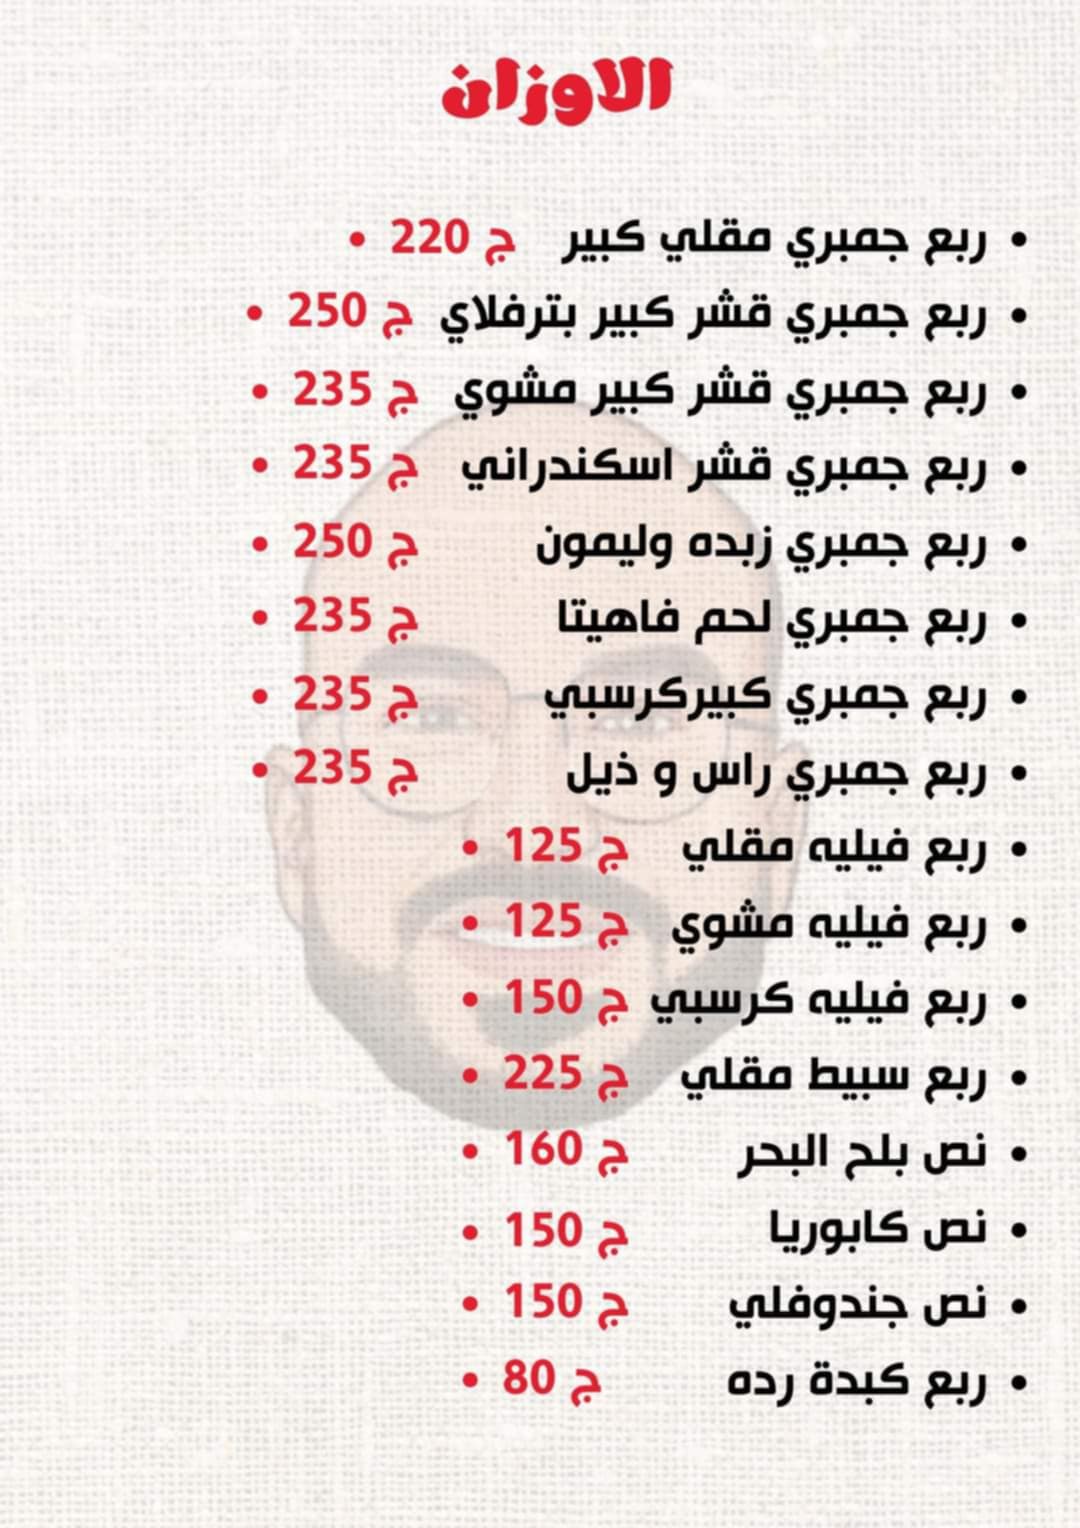 الاوزان
• ربع جمبري مقلي كبير ج 220 •
• ربع جمبري قشر كبير بترفلاي ج 250 •
• ربع جمبري قشر كبير مشوي ج 235 •
• ربع جمبري قشر اسكندراني ج 235 •
• ربع جمبري زبده وليمون ج 250 •
• ربع جمبري لحم فاهيتا ج 235 •
• ربع جمبري كبيركرسبي ج 235 •
• ربع جمبري راس و ذيل ج 235 •
• ربع فيليه مقلي ج 125 •
• ربع فيليه مشوي ج 125 •
• ربع فيليه كرسبي ج 150 •
• ربع سبيط مقلي ج 225 •
• نص بلح البحر ج 160 •
• نص كابوريا ج 150 •
• نص جندوفلي ج 150 •
• ربع كبدة رده ج 80 •